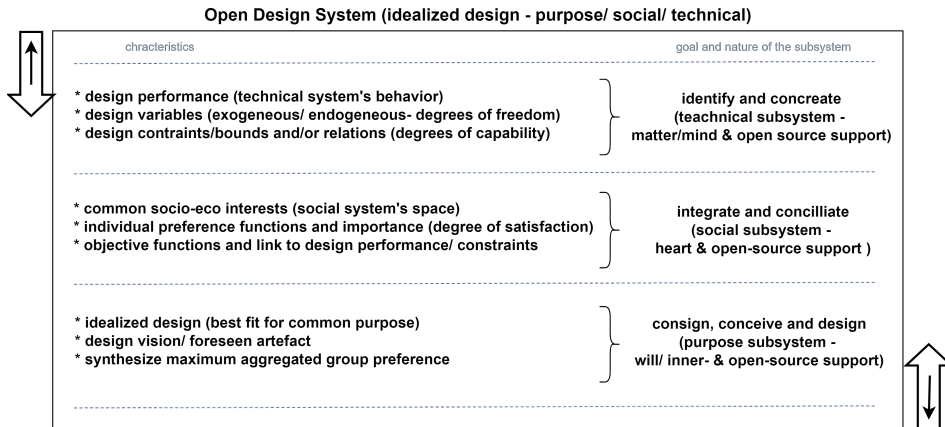 Open Design System (idealized design - purpose/ social/ technical)
chracteristics
goal and nature of the subsystem
* design performance (technical system's behavior)
* design variables (exogeneous/ endogeneous- degrees of freedom)
* design contraints/bounds and/or relations (degrees of capability)
identify and concreate
(teachnical subsystem -
matter/mind & open source support)
* common socio-eco interests (social system's space)
* individual preference functions and importance (degree of satisfaction)
* objective functions and link to design performance/ constraints
integrate and concilliate
(social subsystem -
heart & open-source support )
* idealized design (best fit for common purpose)
* design vision/ foreseen artefact
* synthesize maximum aggregated group preference
consign, conceive and design
(purpose subsystem -
will/ inner- & open-source support)